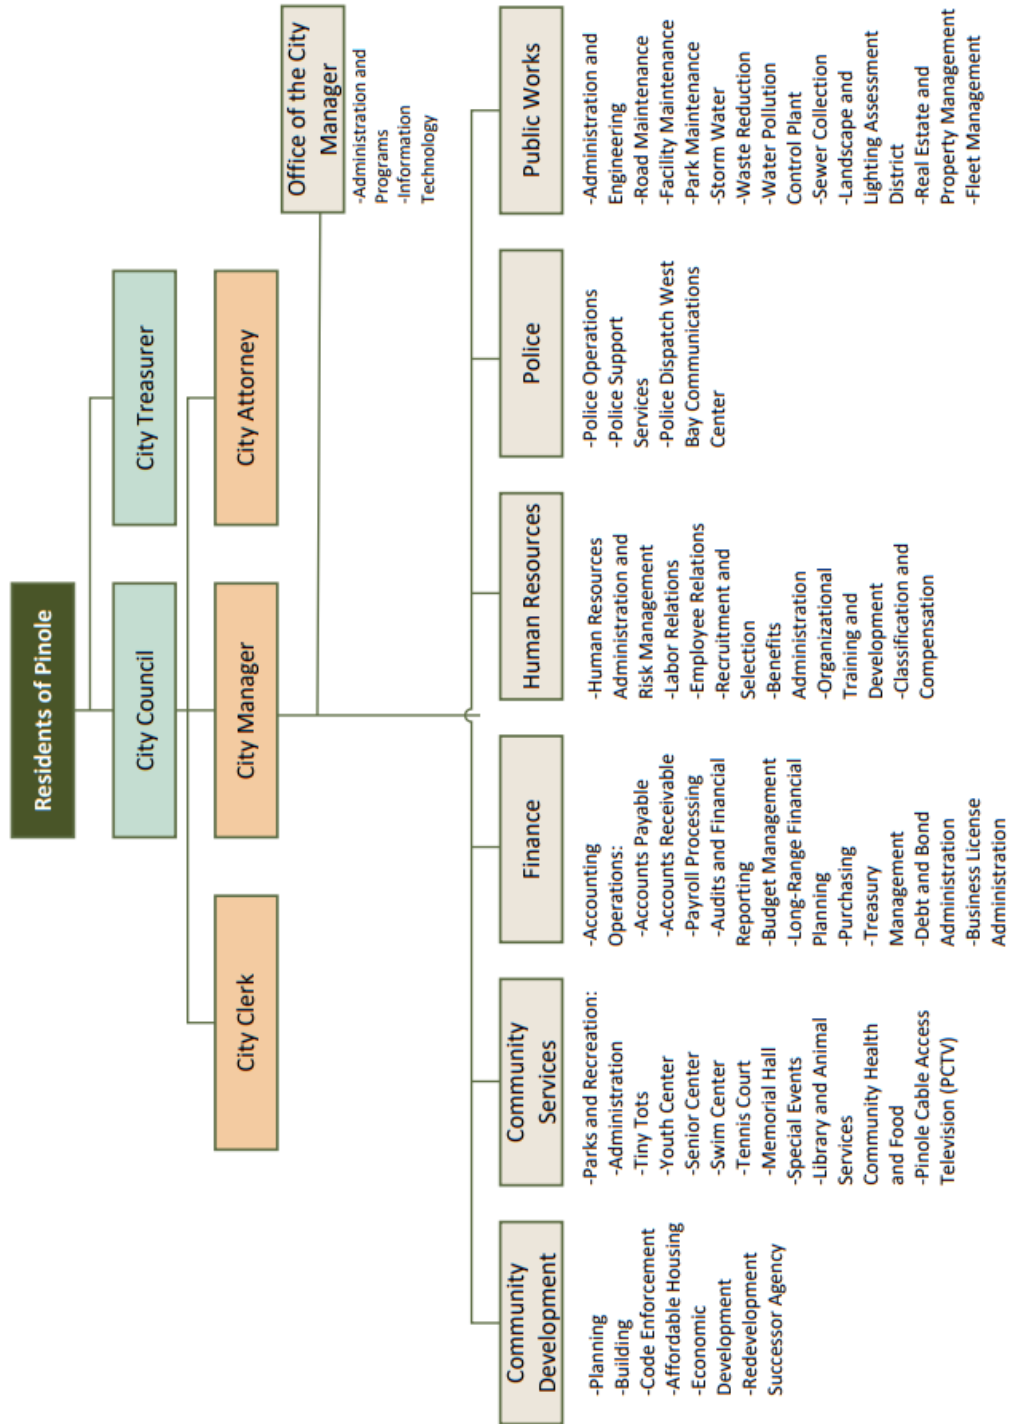 Residents of Pinole
City Council
City Treasurer
City Clerk
City Manager
City Attorney
Office of the City
Manager
-Administration and
Programs
-Information
Technology
Community
Development
-Planning
-Building
-Code Enforcement
-Affordable Housing
-Economic
Development
-Redevelopment
Successor Agency
Community
Services
-Parks and Recreation:
-Administration
-Tiny Tots
-Youth Center
-Senior Center
-Swim Center
-Tennis Court
-Memorial Hall
-Special Events
-Library and Animal
Services
Community Health
and Food
-Pinole Cable Access
Television (PCTV)
Finance
-Accounting
Operations:
-Accounts Payable
-Accounts Receivable
-Payroll Processing
-Audits and Financial
Reporting
-Budget Management
-Long-Range Financial
Planning
-Purchasing
-Treasury
Management
-Debt and Bond
Administration
-Business License
Administration
Human Resources
-Human Resources
Administration and
Risk Management
-Labor Relations
-Employee Relations
-Recruitment and
Selection
-Benefits
Administration
-Organizational
Training and
Development
-Classification and
Compensation
Police
-Police Operations
-Police Support
Services
-Police Dispatch West
Bay Communications
Center
Public Works
-Administration and
Engineering
-Road Maintenance
-Facility Maintenance
-Park Maintenance
-Storm Water
-Waste Reduction
-Water Pollution
Control Plant
-Sewer Collection
-Landscape and
Lighting Assessment
District
-Real Estate and
Property Management
-Fleet Management